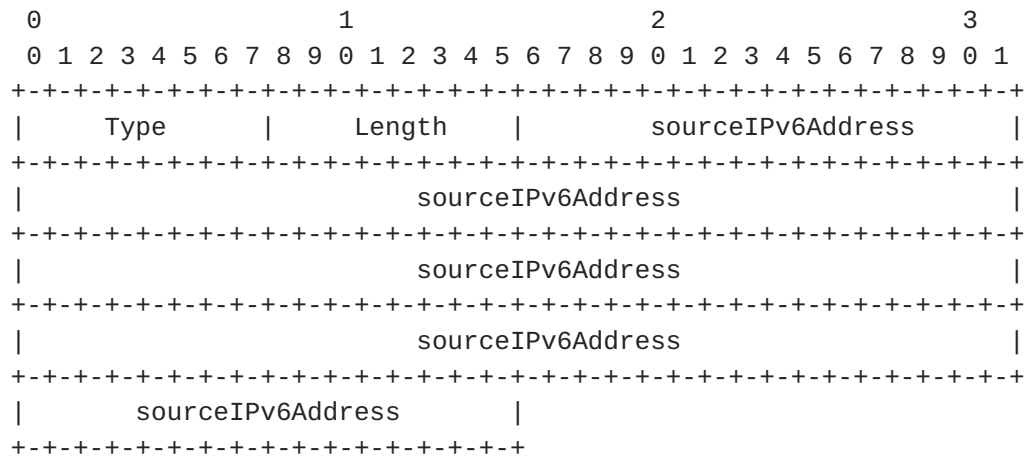 0                   1                   2                   3
 0 1 2 3 4 5 6 7 8 9 0 1 2 3 4 5 6 7 8 9 0 1 2 3 4 5 6 7 8 9 0 1
+-+-+-+-+-+-+-+-+-+-+-+-+-+-+-+-+-+-+-+-+-+-+-+-+-+-+-+-+-+-+-+-+
|     Type      |     Length    |        sourceIPv6Address      |
+-+-+-+-+-+-+-+-+-+-+-+-+-+-+-+-+-+-+-+-+-+-+-+-+-+-+-+-+-+-+-+-+
|                         sourceIPv6Address                     |
+-+-+-+-+-+-+-+-+-+-+-+-+-+-+-+-+-+-+-+-+-+-+-+-+-+-+-+-+-+-+-+-+
|                         sourceIPv6Address                     |
+-+-+-+-+-+-+-+-+-+-+-+-+-+-+-+-+-+-+-+-+-+-+-+-+-+-+-+-+-+-+-+-+
|                         sourceIPv6Address                     |
+-+-+-+-+-+-+-+-+-+-+-+-+-+-+-+-+-+-+-+-+-+-+-+-+-+-+-+-+-+-+-+-+
|       sourceIPv6Address       |
+-+-+-+-+-+-+-+-+-+-+-+-+-+-+-+-+